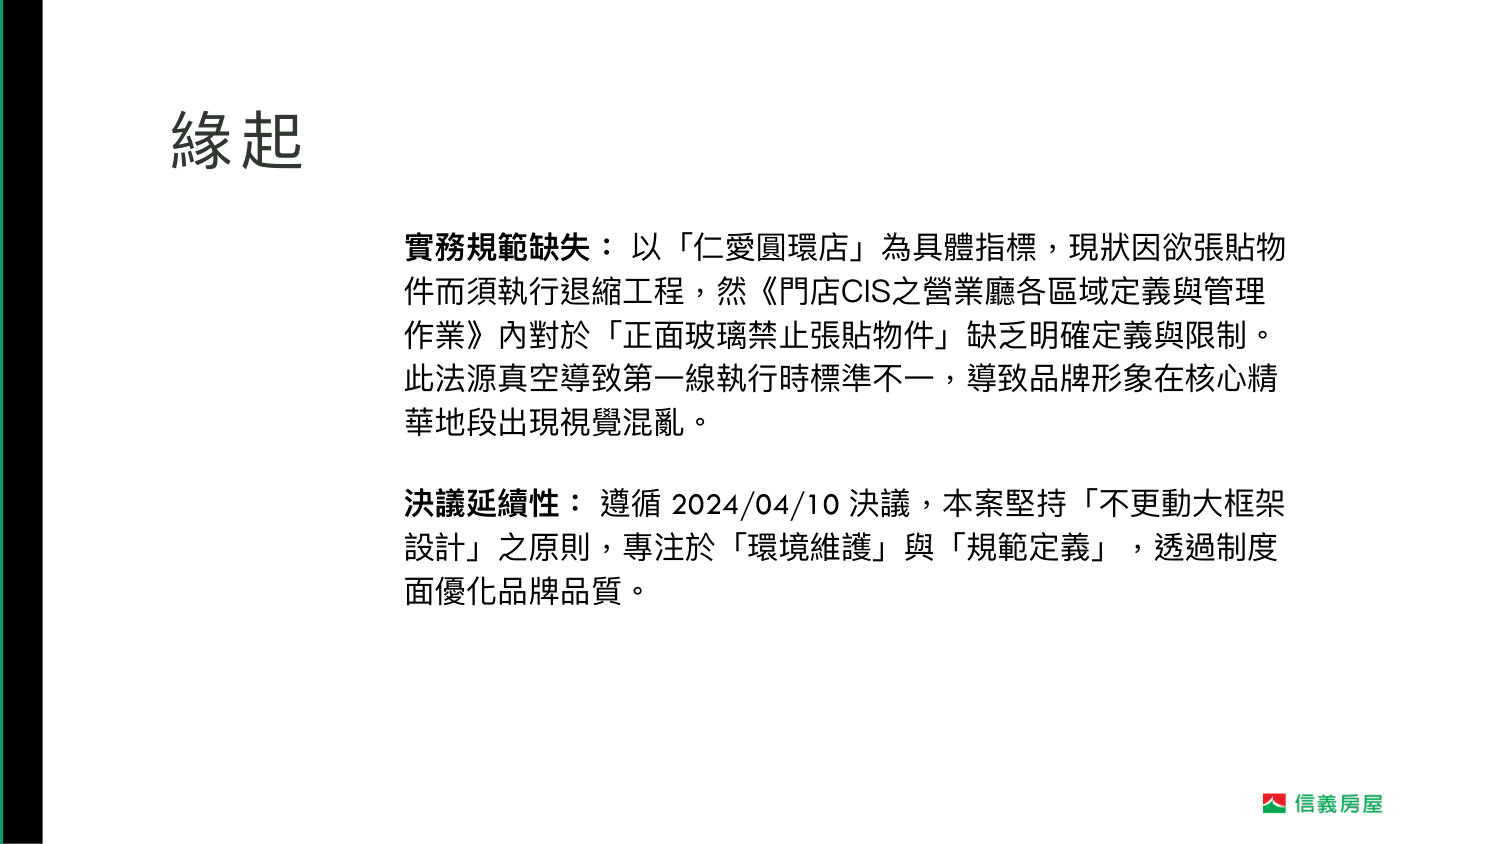 緣起
實務規範缺失： 以「仁愛圓環店」為具體指標，現狀因欲張貼物
件而須執行退縮工程，然《門店CIS之營業廳各區域定義與管理
作業》內對於「正面玻璃禁止張貼物件」缺乏明確定義與限制。
此法源真空導致第一線執行時標準不一，導致品牌形象在核心精
華地段出現視覺混亂。
決議延續性： 遵循 2024/04/10 決議，本案堅持「不更動大框架
設計」之原則，專注於「環境維護」與「規範定義」，透過制度
面優化品牌品質。
信義房屋